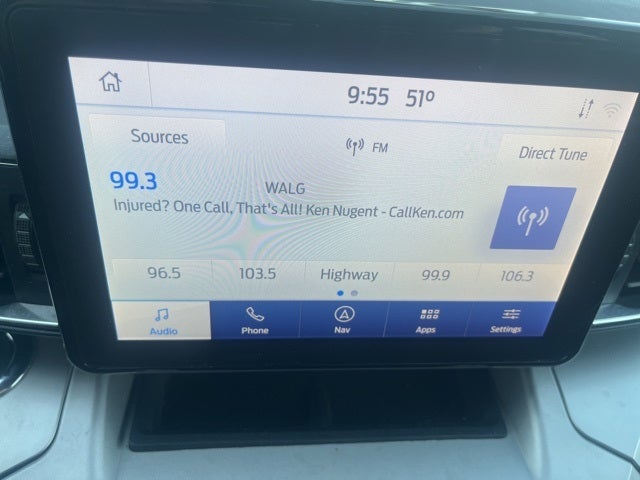 9:55 51º
Sources
FM
Direct Tune
99.3
WALG
Injured? One Call, That's All! Ken Nugent - CallKen.com
96.5 103.5 Highway 99.9 106.3
Audio Phone Nav Apps Settings